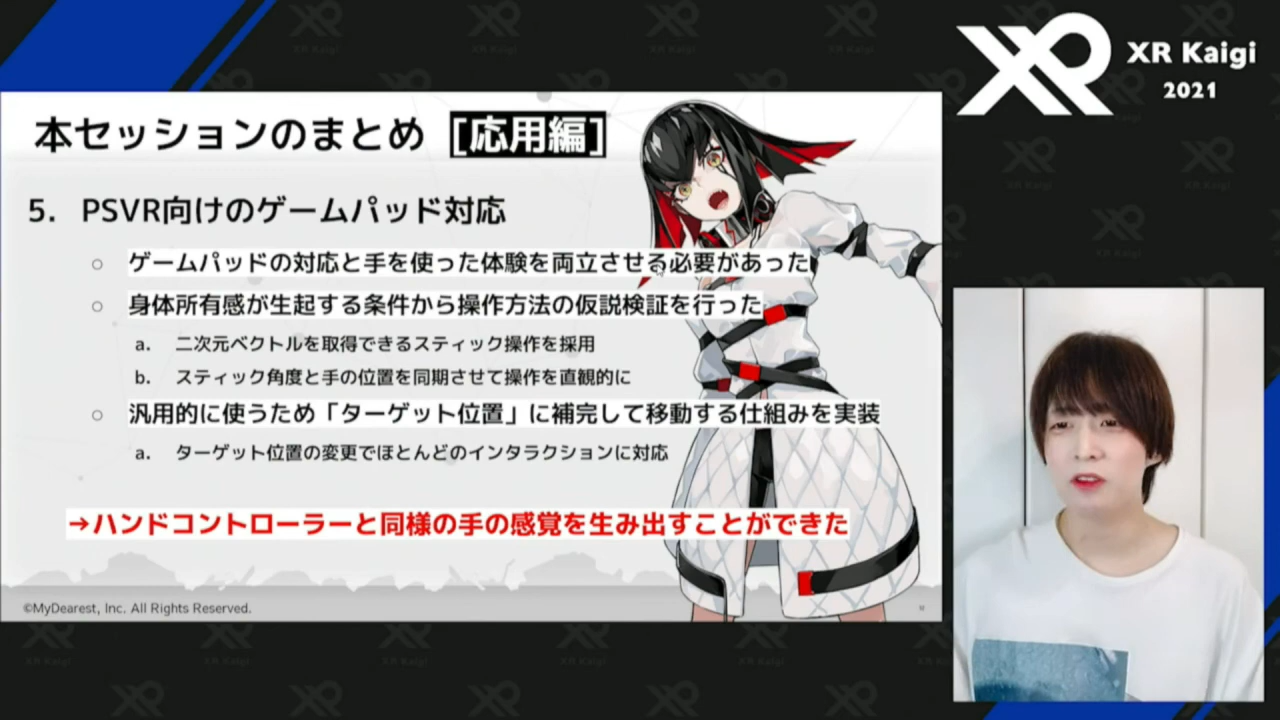 本セッションのまとめ [応用編]
5. PSVR向けのゲームパッド対応
○ ゲームパッドの対応と手を使った体験を両立させる必要があった
○ 身体所有感が生起する条件から操作方法の仮説検証を行った
a. 二次元ベクトルを取得できるスティック操作を採用
b. スティック角度と手の位置を同期させて操作を直観的に
○ 汎用的に使うため「ターゲット位置」に補完して移動する仕組みを実装
a. ターゲット位置の変更でほとんどのインタラクションに対応
→ハンドコントローラーと同様の手の感覚を生み出すことができた
©MyDearest, Inc. All Rights Reserved.
XR
XR Kaigi
2021